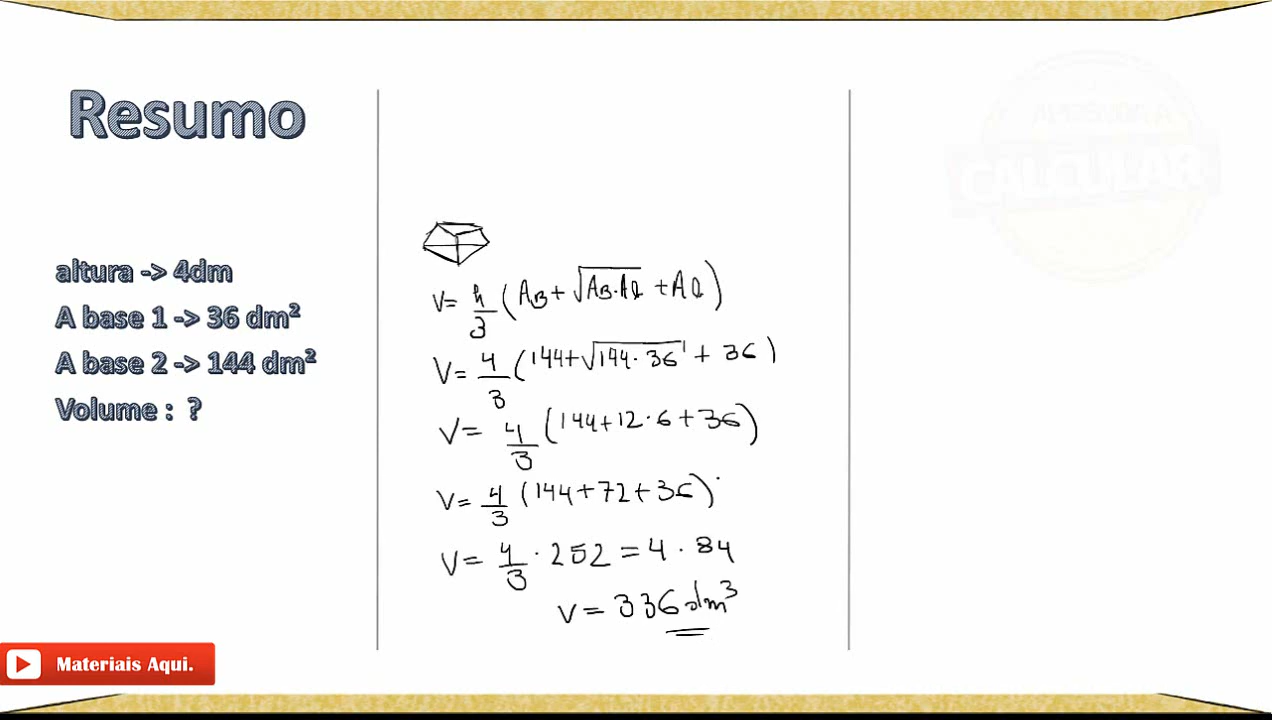 Resumo
altura -> 4dm
A base 1 -> 36 dm²
A base 2 -> 144 dm²
Volume : ?
V= h/3 (AB + √AB.Ab + Ab)
V= 4/3 (144+√144.36 + 36)
V= 4/3 (144+12.6+36)
V= 4/3 (144+72+36)
V= 4/3 . 252 = 4 . 84
V = 336 dm³
APRENDA A
CALCULAR
Materiais Aqui.